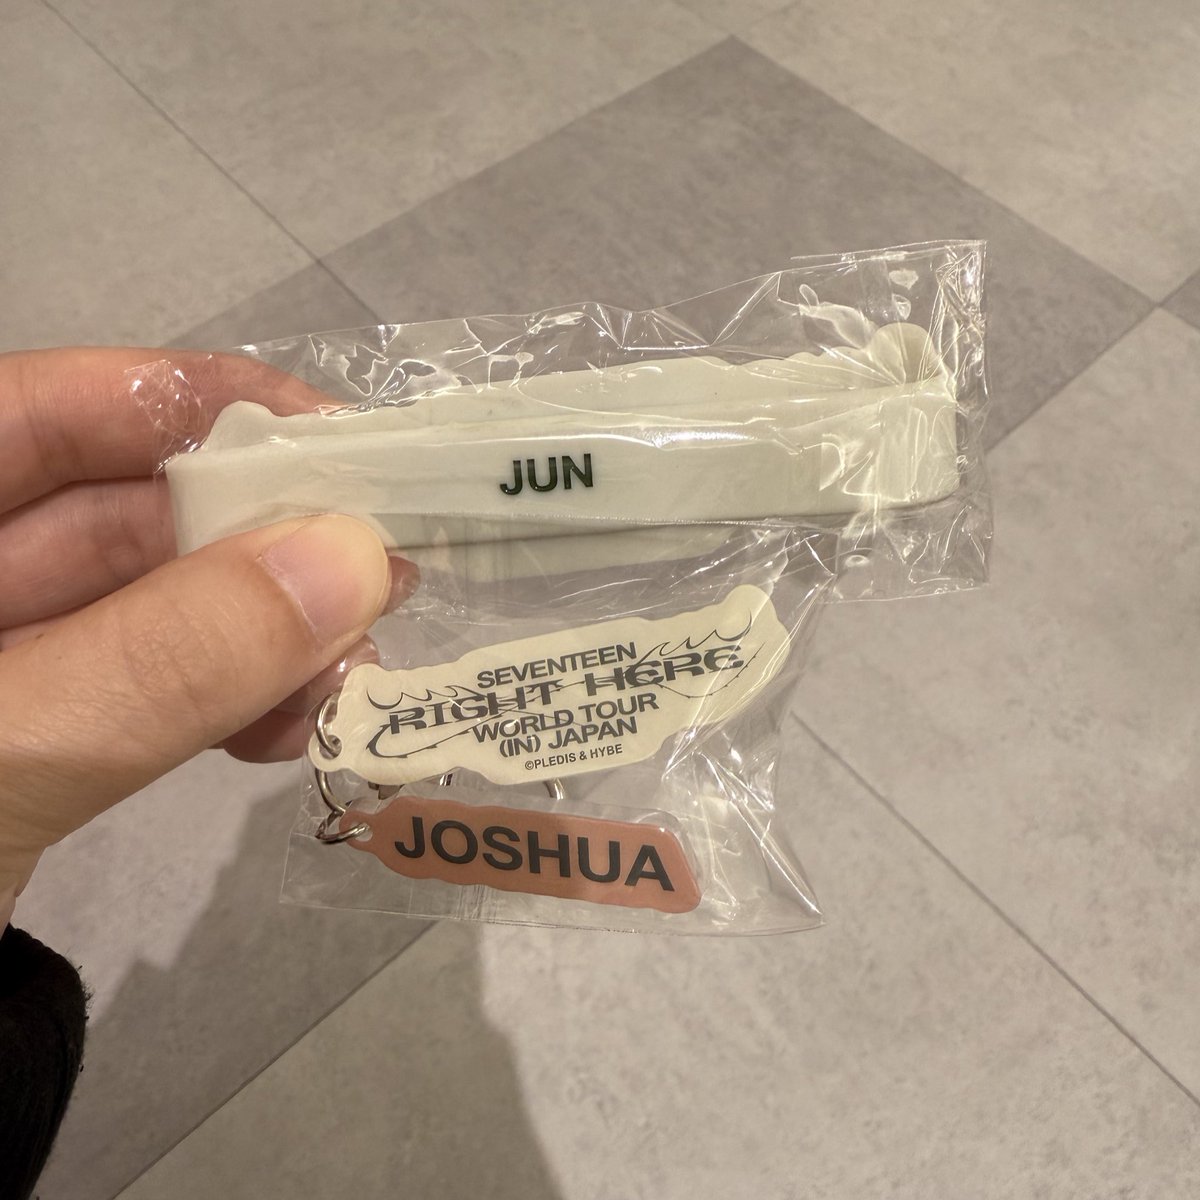 JUN
SEVENTEEN
RIGHT HERE
WORLD TOUR
(IN) JAPAN
©PLEDIS & HYBE
JOSHUA